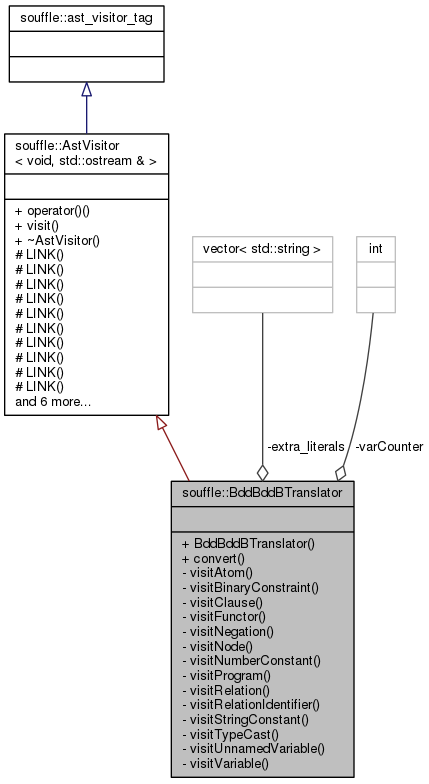 souffle::ast_visitor_tag
souffle::AstVisitor
< void, std::ostream & >
+ operator()()
+ visit()
+ ~AstVisitor()
# LINK()
# LINK()
# LINK()
# LINK()
# LINK()
# LINK()
# LINK()
# LINK()
# LINK()
# LINK()
and 6 more...
vector< std::string >
int
-extra_literals
-varCounter
souffle::BddBddBTranslator
+ BddBddBTranslator()
+ convert()
- visitAtom()
- visitBinaryConstraint()
- visitClause()
- visitFunctor()
- visitNegation()
- visitNode()
- visitNumberConstant()
- visitProgram()
- visitRelation()
- visitRelationIdentifier()
- visitStringConstant()
- visitTypeCast()
- visitUnnamedVariable()
- visitVariable()